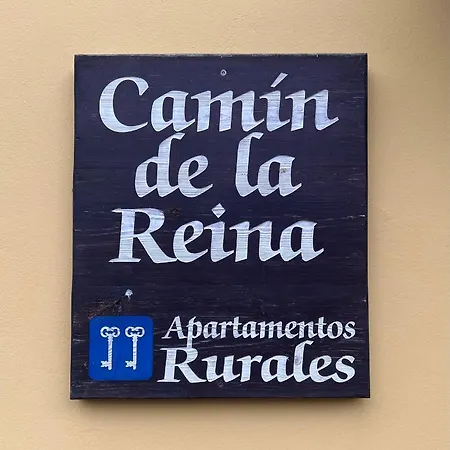 Camín
de la
Reina
Apartamentos
Rurales